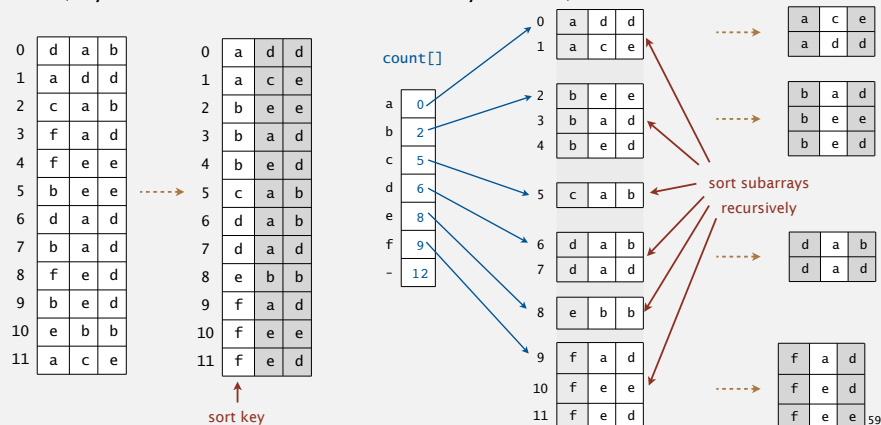 0 d a b
1 a d d
2 c a b
3 f a d
4 f e e
5 b e e
6 d a d
7 b a d
8 f e d
9 b e d
10 e b b
11 a c e
0 a d d
1 a c e
2 b e e
3 b a d
4 b e d
5 c a b
6 d a b
7 d a d
8 e b b
9 f a d
10 f e e
11 f e d
sort key
count[]
a 0
b 2
c 5
d 6
e 8
f 9
- 12
0 a d d
1 a c e
2 b e e
3 b a d
4 b e d
5 c a b
6 d a b
7 d a d
8 e b b
9 f a d
10 f e e
11 f e d
sort subarrays
recursively
a c e
a d d
b a d
b e e
b e d
d a b
d a d
f a d
f e d
f e e
59